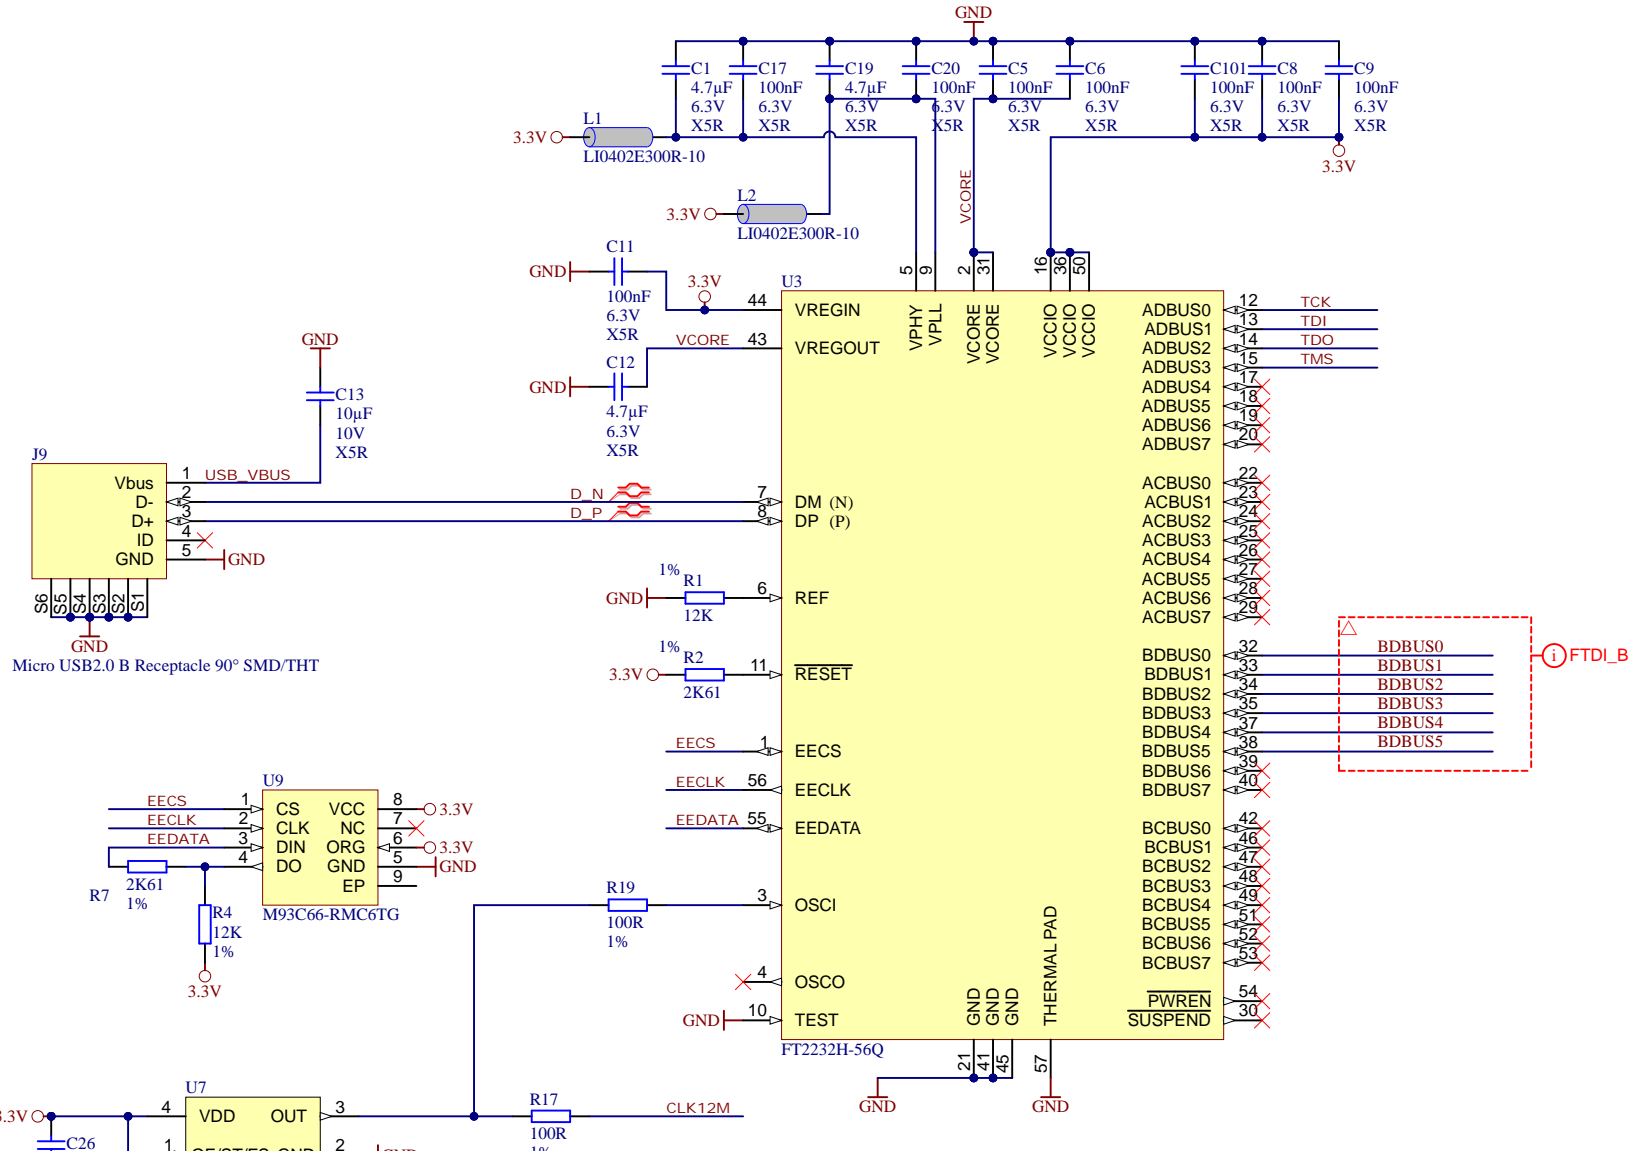 GND
C1
4.7µF
6.3V
X5R
C17
100nF
6.3V
X5R
C19
4.7µF
6.3V
X5R
C20
100nF
6.3V
X5R
C5
100nF
6.3V
X5R
C6
100nF
6.3V
X5R
C101
100nF
6.3V
X5R
C8
100nF
6.3V
X5R
C9
100nF
6.3V
X5R
3.3V
L1
LI0402E300R-10
3.3V
L2
LI0402E300R-10
3.3V
VCORE
GND
C11
100nF
6.3V
X5R
3.3V
VCORE
GND
C12
4.7µF
6.3V
X5R
GND
C13
10µF
10V
X5R
J9
Vbus 1 USB_VBUS
D- 2
D+ 3
ID 4
GND 5 GND
S6 S5 S4 S3 S2 S1
GND
Micro USB2.0 B Receptacle 90° SMD/THT
D_N
D_P
U3
5 VPHY
9 VPLL
2 VCORE
31 VCORE
16 VCCIO
36 VCCIO
50 VCCIO
44 VREGIN
43 VREGOUT
7 DM (N)
8 DP (P)
GND 1% R1 12K
6 REF
3.3V 1% R2 2K61
11 RESET
EECS 1 EECS
EECLK 56 EECLK
EEDATA 55 EEDATA
R19
100R
1%
3 OSCI
4 OSCO
GND 10 TEST
FT2232H-56Q
21 GND
41 GND
45 GND
57 THERMAL PAD
GND
GND
ADBUS0 12 TCK
ADBUS1 13 TDI
ADBUS2 14 TDO
ADBUS3 15 TMS
ADBUS4 17
ADBUS5 18
ADBUS6 19
ADBUS7 20
ACBUS0 22
ACBUS1 23
ACBUS2 24
ACBUS3 25
ACBUS4 26
ACBUS5 27
ACBUS6 28
ACBUS7 29
BDBUS0 32 BDBUS0
BDBUS1 33 BDBUS1
BDBUS2 34 BDBUS2
BDBUS3 35 BDBUS3
BDBUS4 37 BDBUS4
BDBUS5 38 BDBUS5
BDBUS6 39
BDBUS7 40
i FTDI_B
BCBUS0 42
BCBUS1 46
BCBUS2 47
BCBUS3 48
BCBUS4 49
BCBUS5 51
BCBUS6 52
BCBUS7 53
PWREN 54
SUSPEND 30
U9
EECS 1 CS VCC 8 3.3V
EECLK 2 CLK NC 7
EEDATA 3 DIN ORG 6 3.3V
4 DO GND 5 GND
EP 9
M93C66-RMC6TG
R7
2K61
1%
R4
12K
1%
3.3V
U7
3.3V 4 VDD OUT 3
C26
1 2
R17
100R
CLK12M